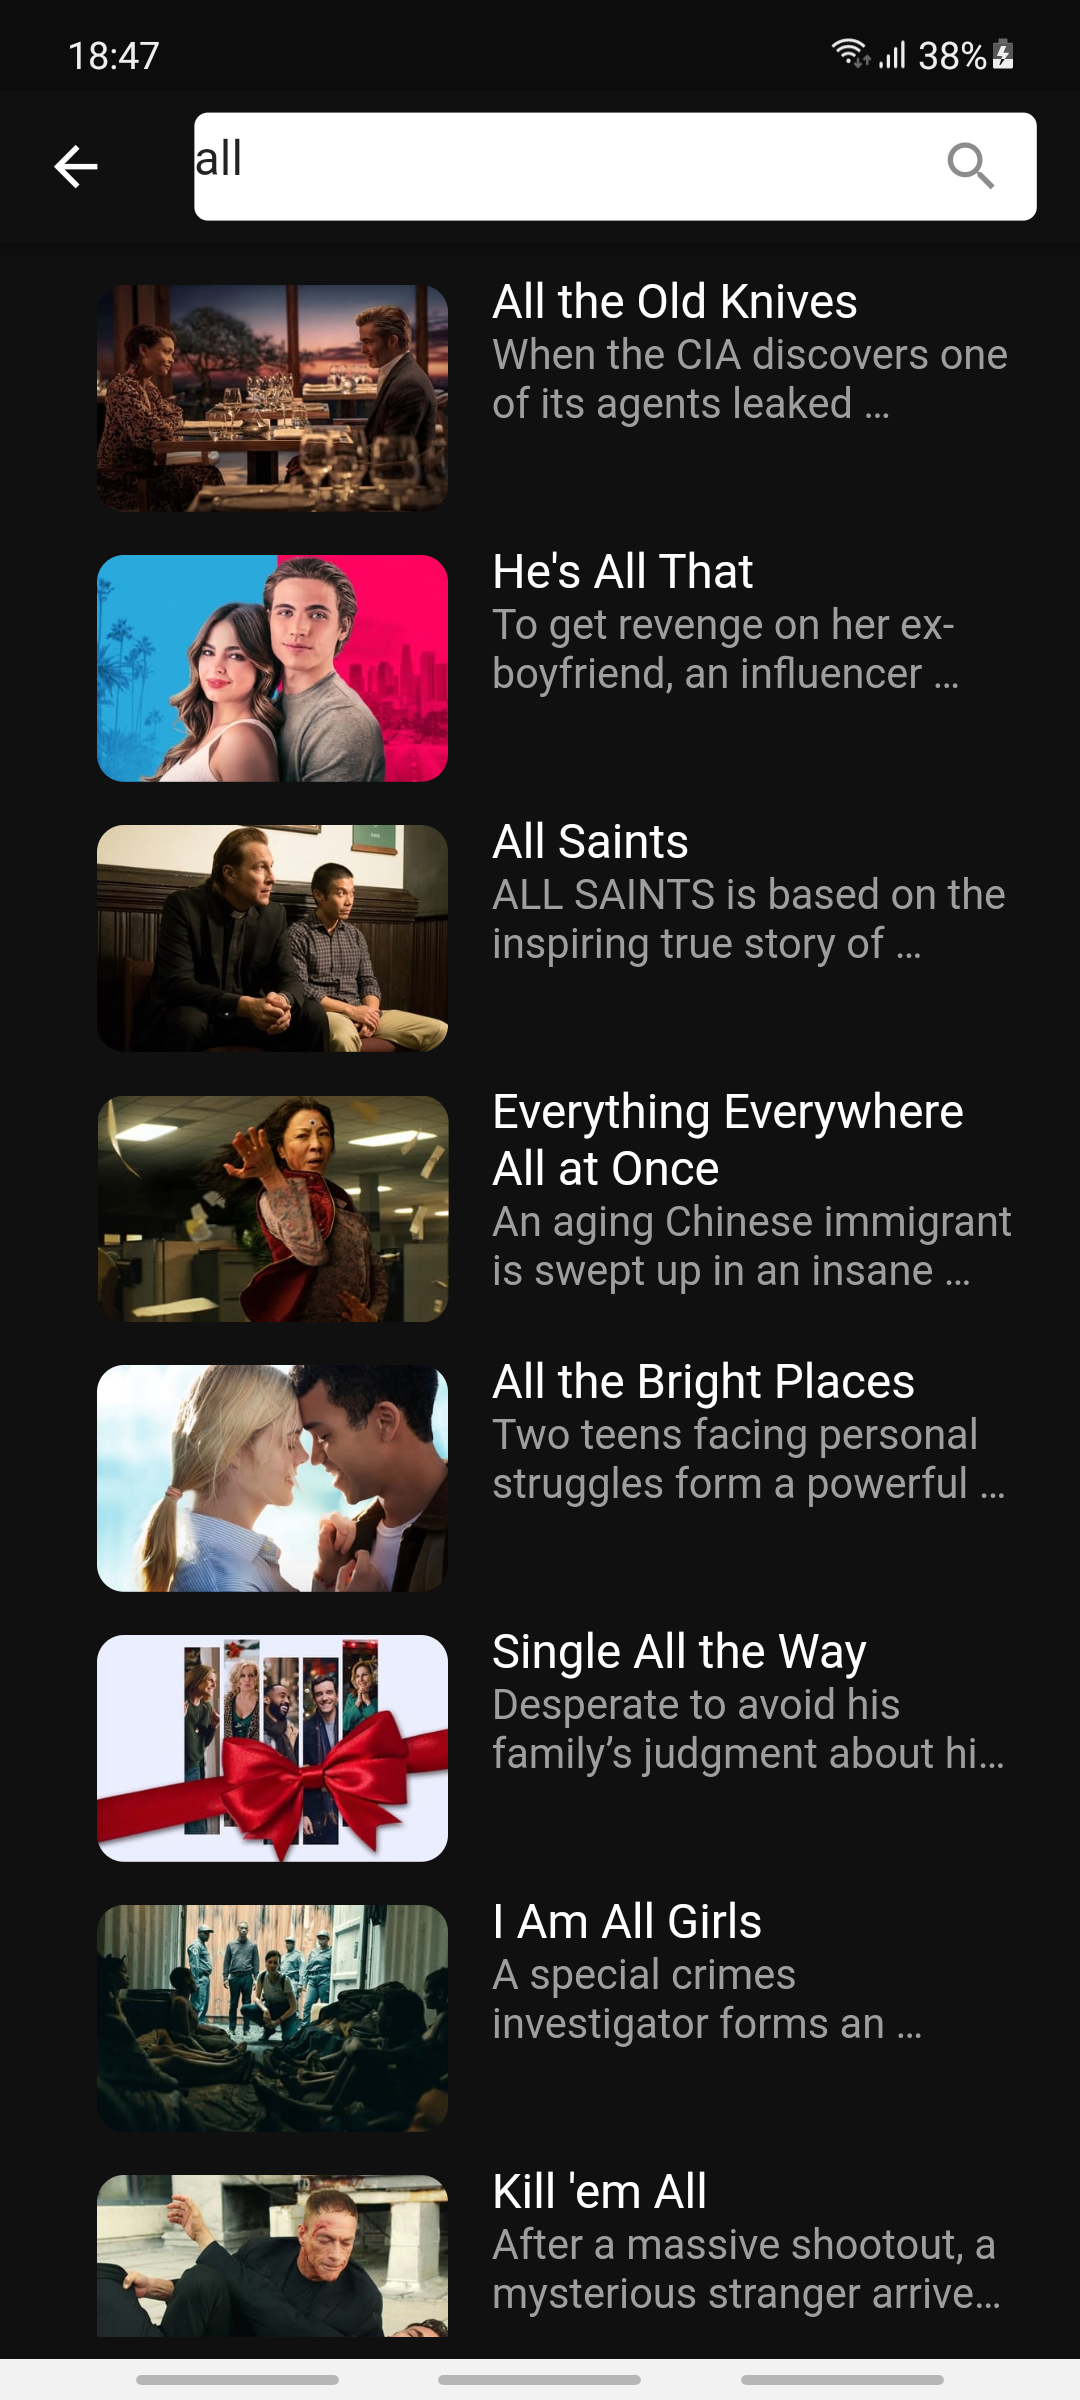 18:47
38%
all
All the Old Knives
When the CIA discovers one
of its agents leaked ...
He's All That
To get revenge on her ex-
boyfriend, an influencer ...
All Saints
ALL SAINTS is based on the
inspiring true story of ...
Everything Everywhere
All at Once
An aging Chinese immigrant
is swept up in an insane ...
All the Bright Places
Two teens facing personal
struggles form a powerful ...
Single All the Way
Desperate to avoid his
family’s judgment about hi...
I Am All Girls
A special crimes
investigator forms an ...
Kill 'em All
After a massive shootout, a
mysterious stranger arrive...